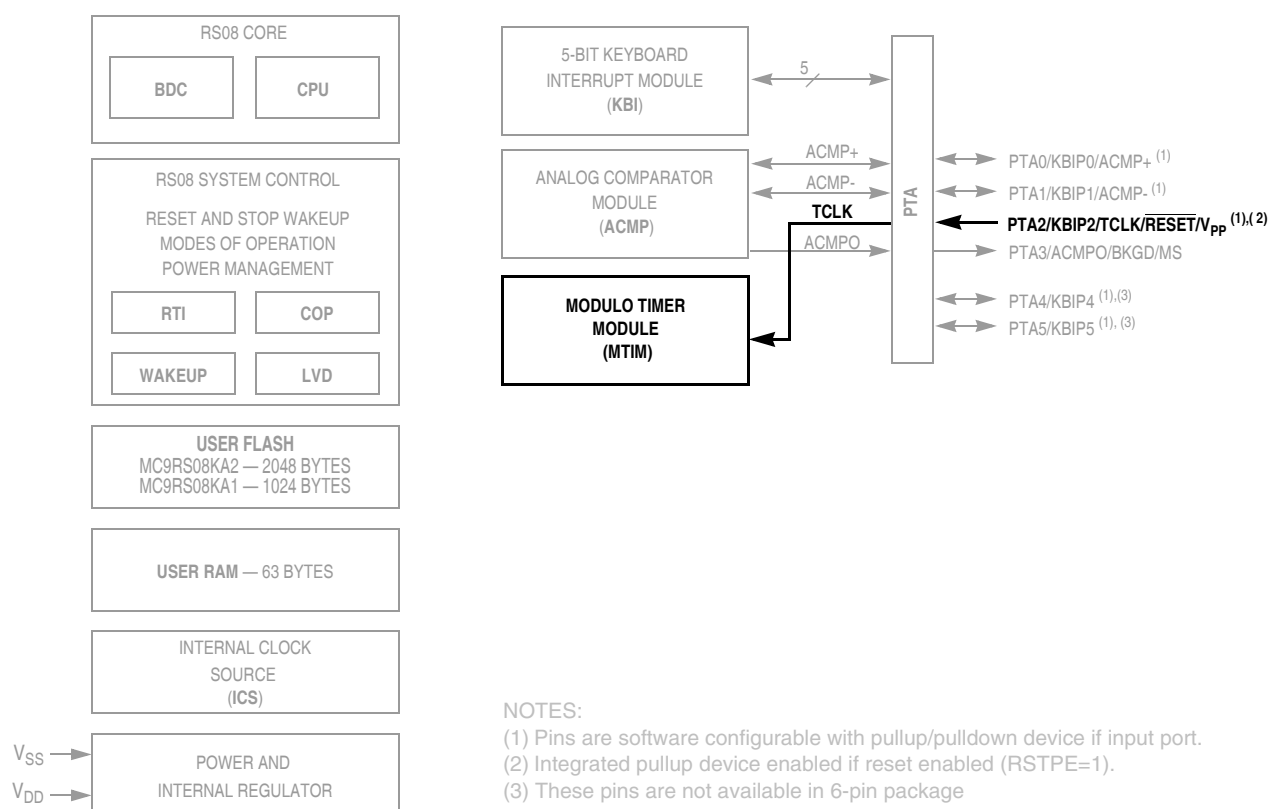 RS08 CORE
BDC
CPU
RS08 SYSTEM CONTROL
RESET AND STOP WAKEUP
MODES OF OPERATION
POWER MANAGEMENT
RTI
COP
WAKEUP
LVD
USER FLASH
MC9RS08KA2 — 2048 BYTES
MC9RS08KA1 — 1024 BYTES
USER RAM — 63 BYTES
INTERNAL CLOCK
SOURCE
(ICS)
VSS
VDD
POWER AND
INTERNAL REGULATOR
5-BIT KEYBOARD
INTERRUPT MODULE
(KBI)
5
ANALOG COMPARATOR
MODULE
(ACMP)
ACMP+
ACMP-
TCLK
ACMPO
MODULO TIMER
MODULE
(MTIM)
PTA
PTA0/KBIP0/ACMP+ (1)
PTA1/KBIP1/ACMP- (1)
PTA2/KBIP2/TCLK/RESET/VPP (1),( 2)
PTA3/ACMPO/BKGD/MS
PTA4/KBIP4 (1),(3)
PTA5/KBIP5 (1), (3)
NOTES:
(1) Pins are software configurable with pullup/pulldown device if input port.
(2) Integrated pullup device enabled if reset enabled (RSTPE=1).
(3) These pins are not available in 6-pin package